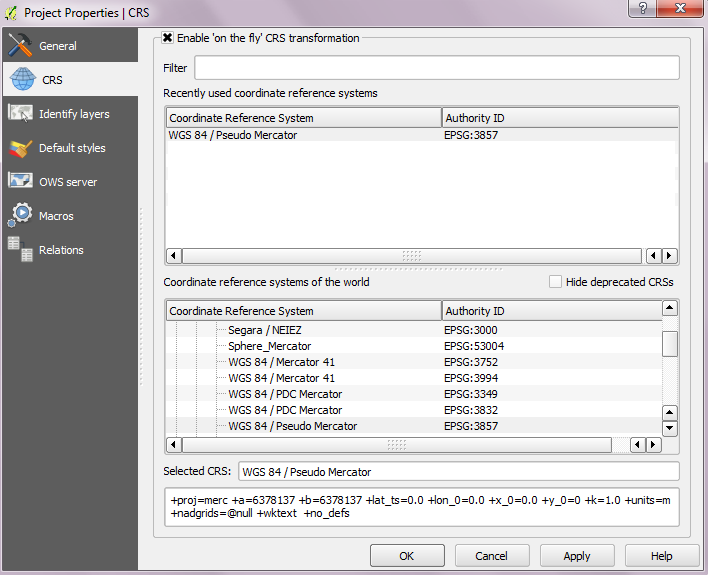 Project Properties | CRS
General
CRS
Identify layers
Default styles
OWS server
Macros
Relations
Enable 'on the fly' CRS transformation
Filter
Recently used coordinate reference systems
Coordinate Reference System Authority ID
WGS 84 / Pseudo Mercator EPSG:3857
Coordinate reference systems of the world Hide deprecated CRSs
Coordinate Reference System Authority ID
Segara / NEIEZ EPSG:3000
Sphere_Mercator EPSG:53004
WGS 84 / Mercator 41 EPSG:3752
WGS 84 / Mercator 41 EPSG:3994
WGS 84 / PDC Mercator EPSG:3349
WGS 84 / PDC Mercator EPSG:3832
WGS 84 / Pseudo Mercator EPSG:3857
Selected CRS: WGS 84 / Pseudo Mercator
+proj=merc +a=6378137 +b=6378137 +lat_ts=0.0 +lon_0=0.0 +x_0=0.0 +y_0=0 +k=1.0 +units=m
+nadgrids=@null +wktext +no_defs
OK Cancel Apply Help